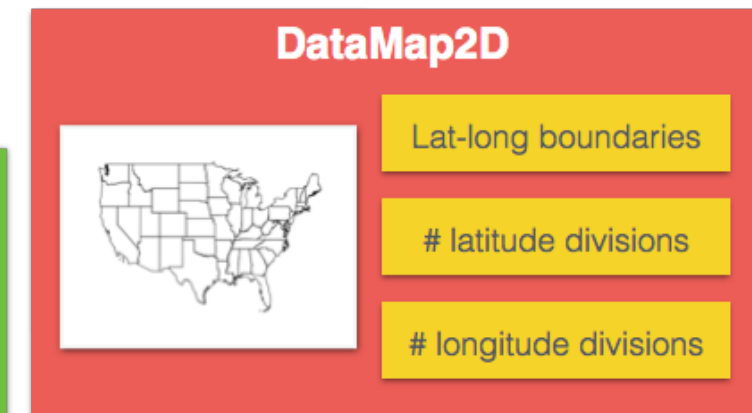 DataMap2D
Lat-long boundaries
# latitude divisions
# longitude divisions